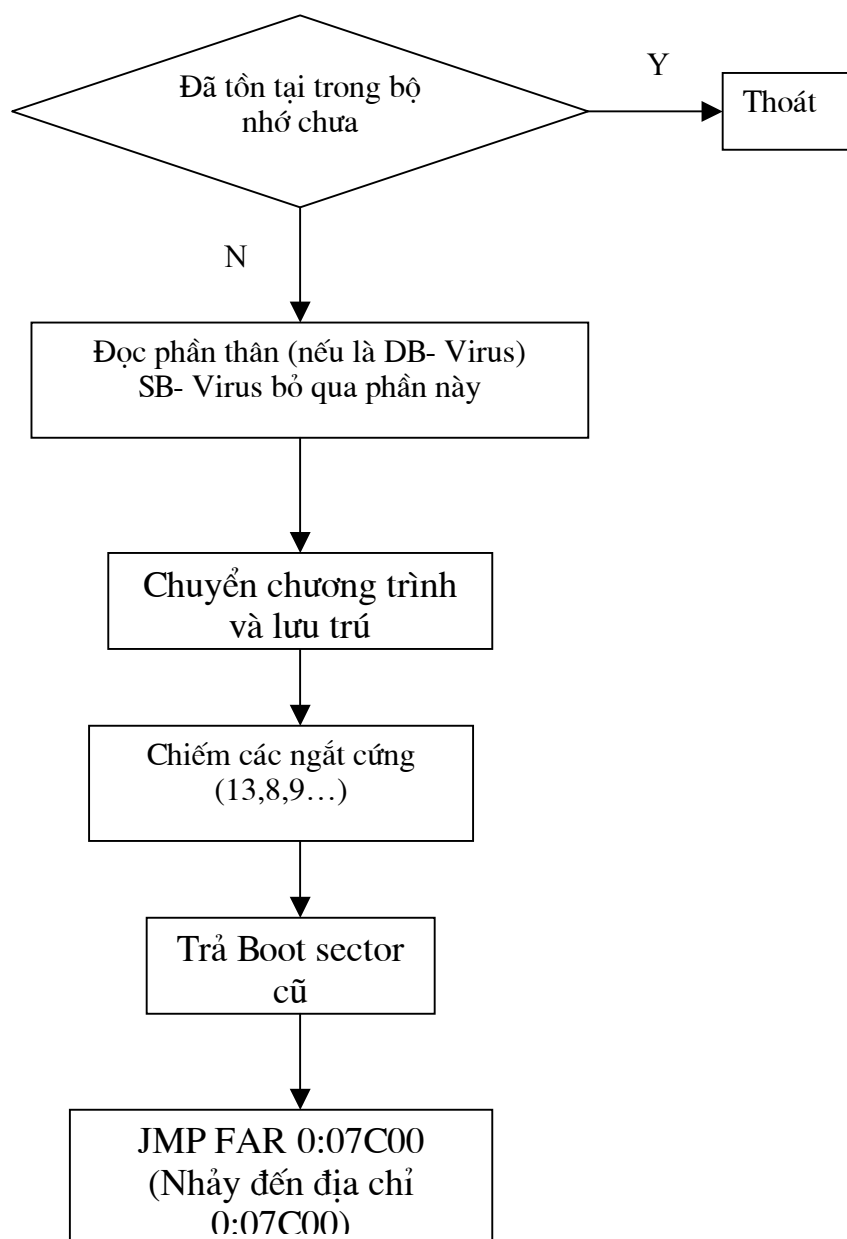 Đã tồn tại trong bộ
nhớ chưa
Y
Thoát
N
Đọc phần thân (nếu là DB- Virus)
SB- Virus bỏ qua phần này
Chuyển chương trình
và lưu trú
Chiếm các ngắt cứng
(13,8,9…)
Trả Boot sector
cũ
JMP FAR 0:07C00
(Nhảy đến địa chỉ
0:07C00)